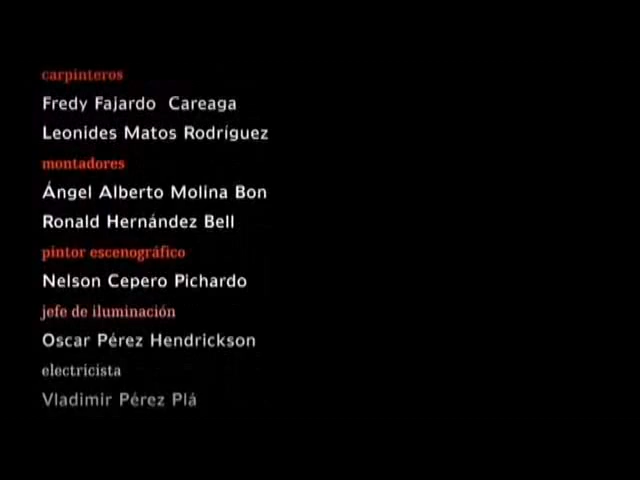 carpinteros
Fredy Fajardo  Careaga
Leonides Matos Rodríguez
montadores
Ángel Alberto Molina Bon
Ronald Hernández Bell
pintor escenográfico
Nelson Cepero Pichardo
jefe de iluminación
Oscar Pérez Hendrickson
electricista
Vladimir Pérez Plá